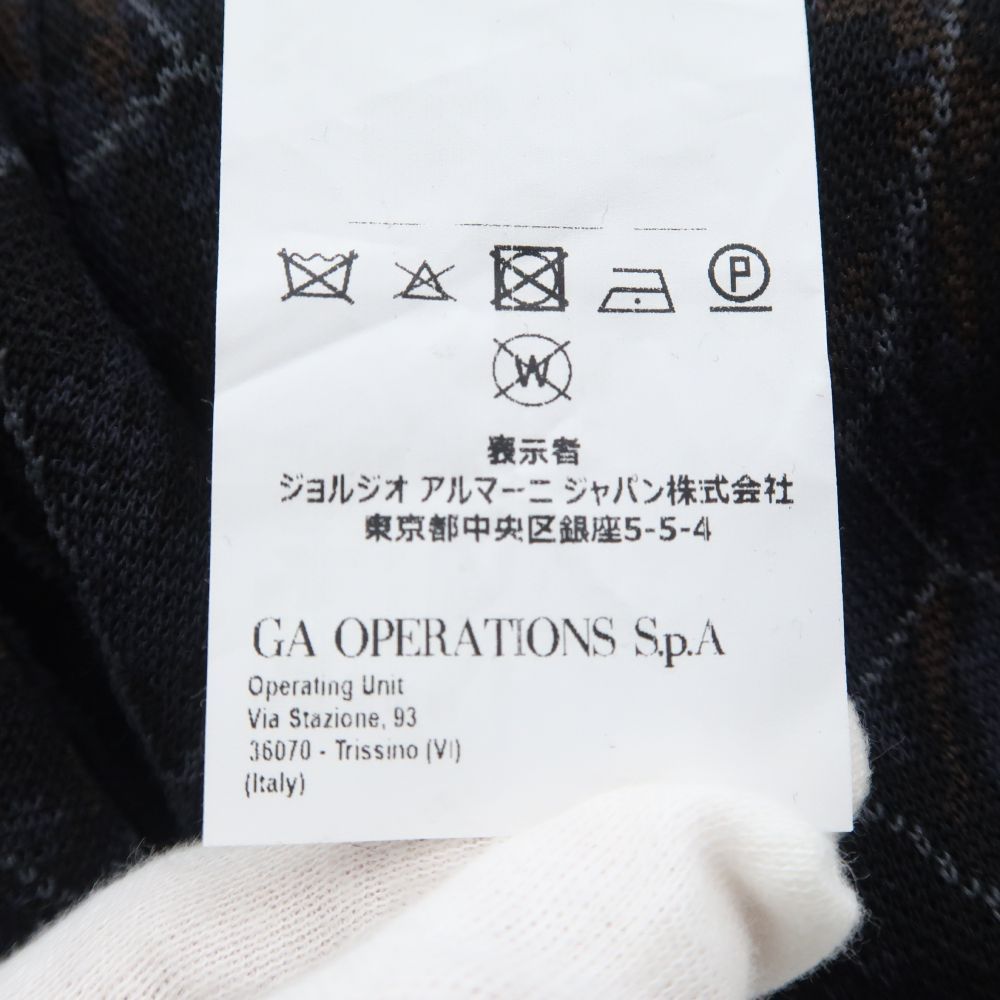 P
W
表示者
ジョルジオ アルマーニ ジャパン株式会社
東京都中央区銀座5-5-4
GA OPERATIONS S.p.A
Operating Unit
Via Stazione, 93
36070 - Trissino (VI)
(Italy)